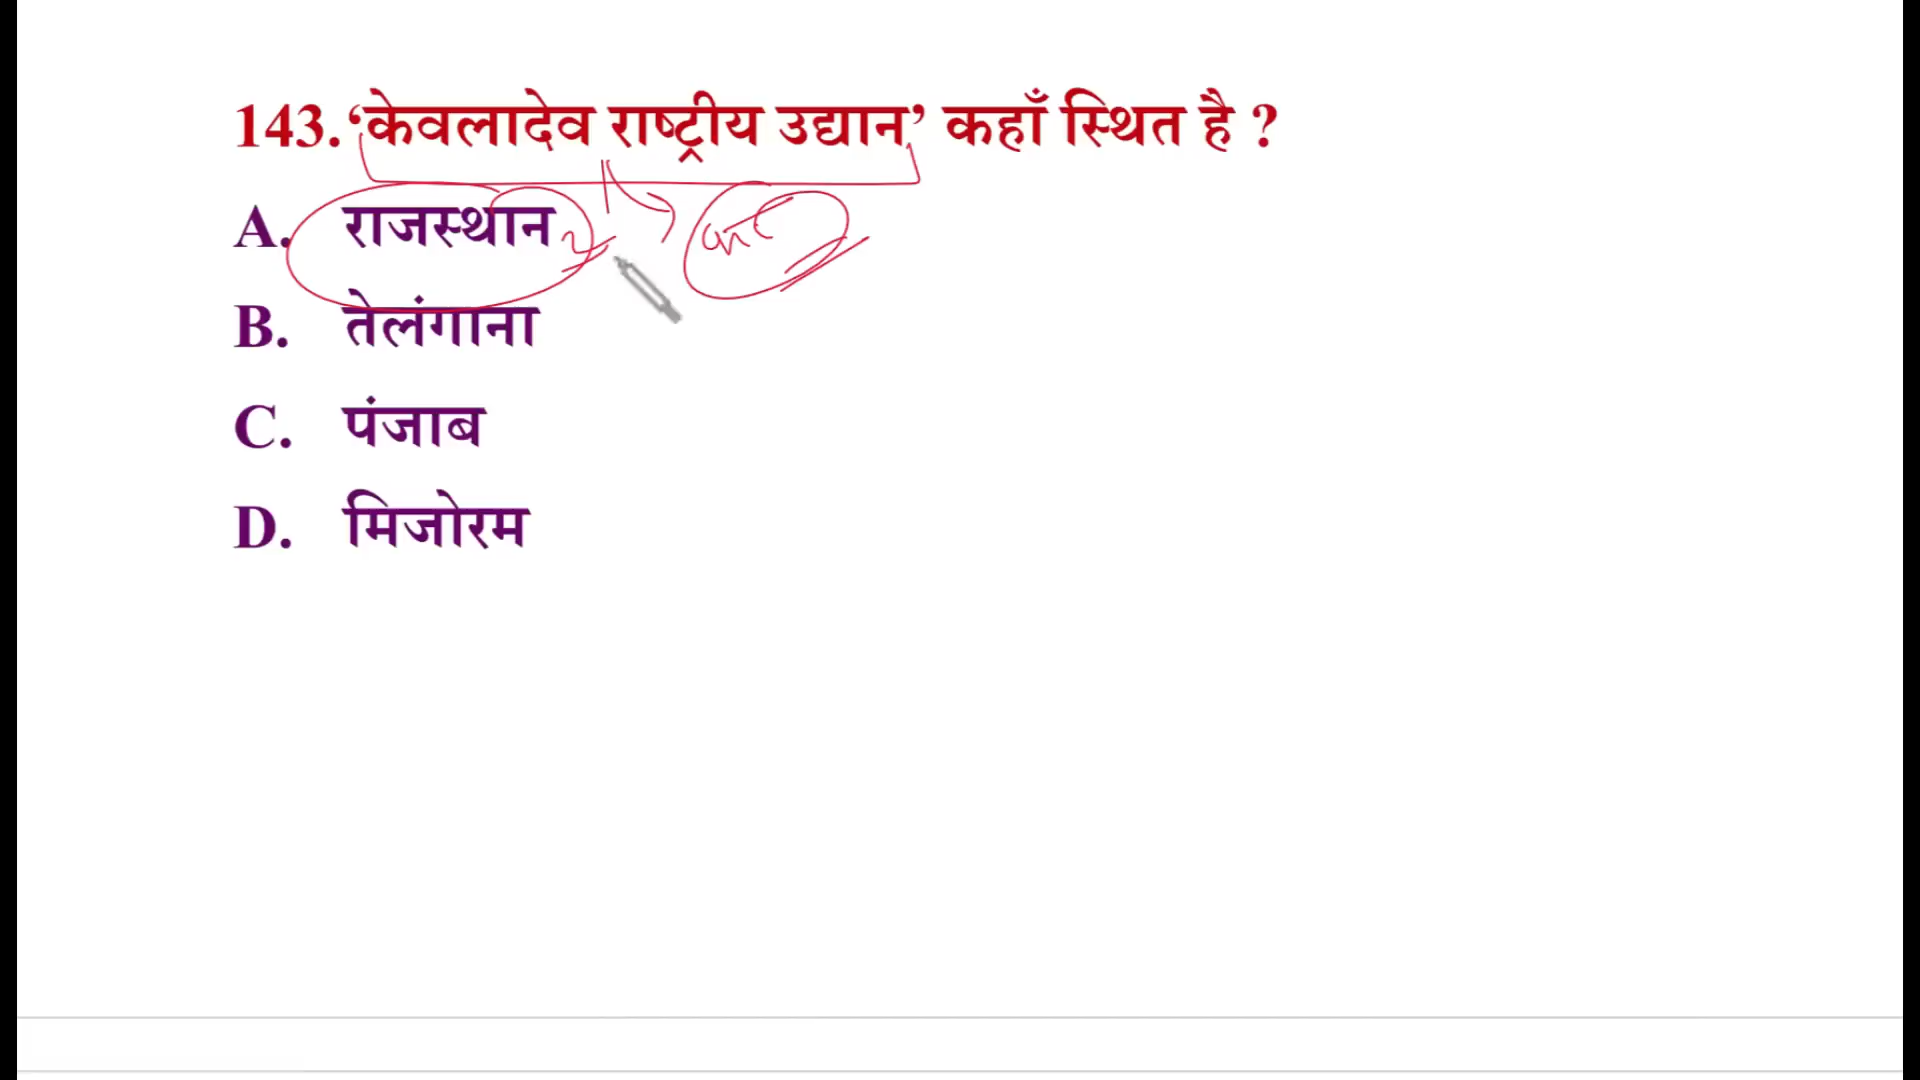 143. ‘केवलादेव राष्ट्रीय उद्यान’ कहाँ स्थित है ?
A. राजस्थान
B. तेलंगाना
C. पंजाब
D. मिजोरम